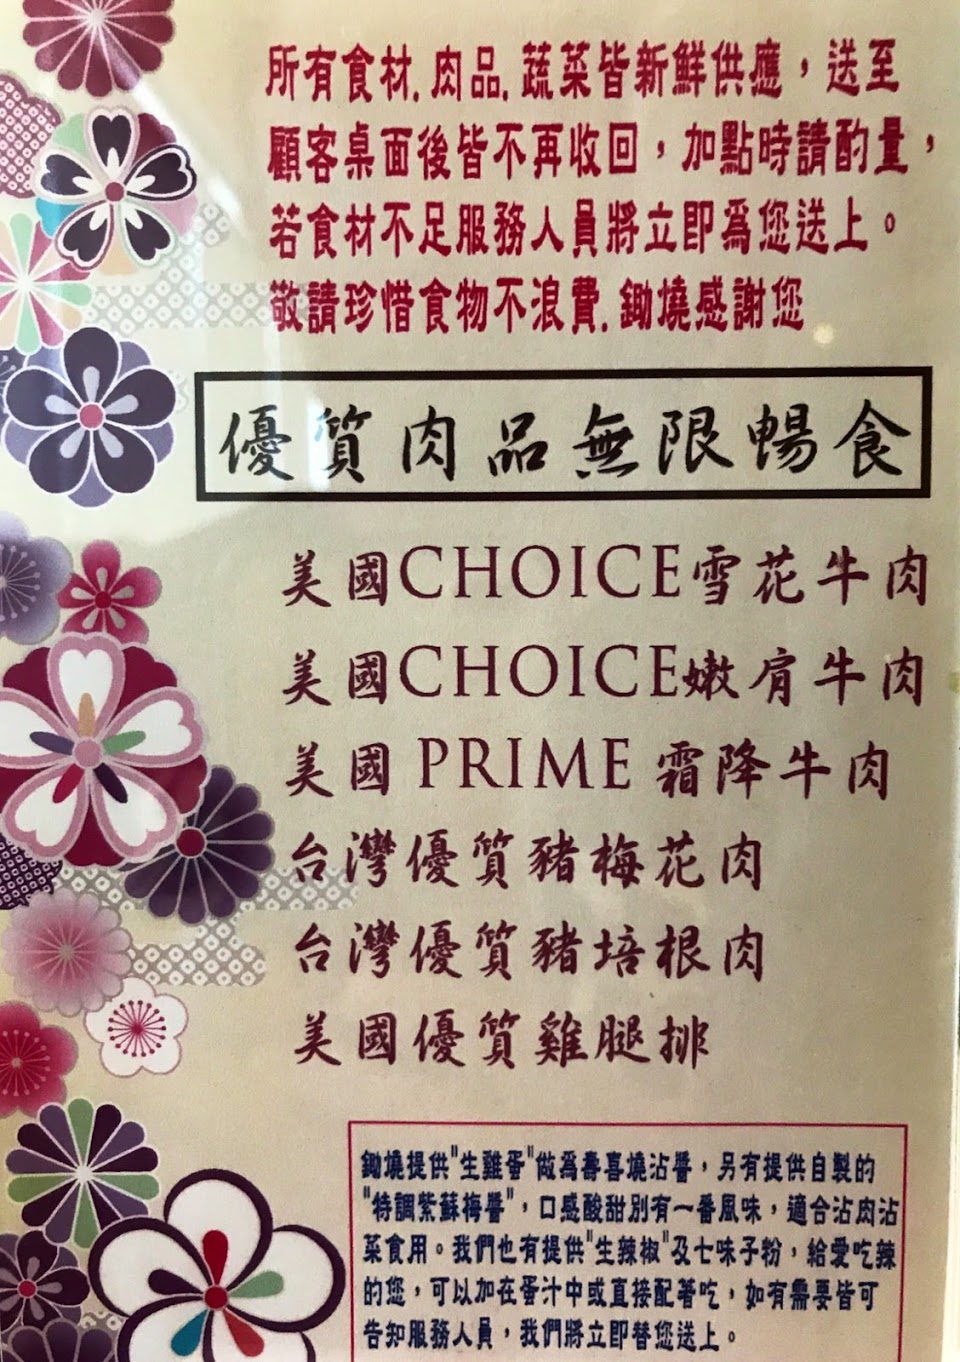 所有食材.肉品.蔬菜皆新鮮供應，送至
顧客桌面後皆不再收回，加點時請酌量，
若食材不足服務人員將立即為您送上。
敬請珍惜食物不浪費.鋤燒感謝您
優質肉品無限暢食
美國CHOICE雪花牛肉
美國CHOICE嫩肩牛肉
美國 PRIME 霜降牛肉
台灣優質豬梅花肉
台灣優質豬培根肉
美國優質雞腿排
鋤燒提供"生雞蛋"做為壽喜燒沾醬，另有提供自製的
"特調紫蘇梅醬"，口感酸甜別有一番風味，適合沾肉沾
菜食用。我們也有提供"生辣椒"及七味子粉，給愛吃辣
的您，可以加在蛋汁中或直接配著吃，如有需要皆可
告知服務人員，我們將立即替您送上。